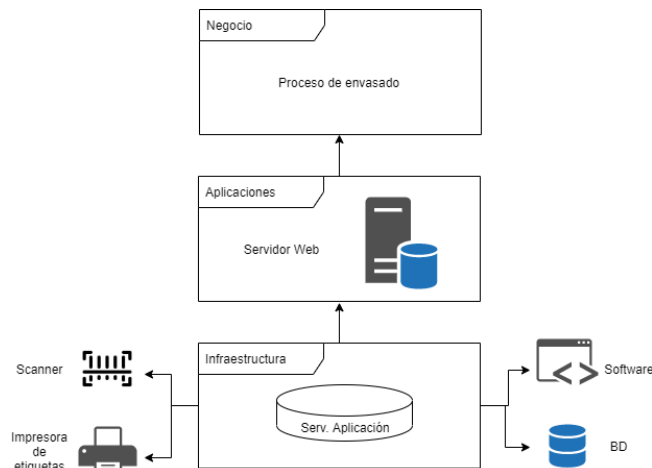 Negocio
Proceso de envasado
Aplicaciones
Servidor Web
Infraestructura
Scanner
Software
Serv. Aplicación
Impresora
de
etiquetas
BD